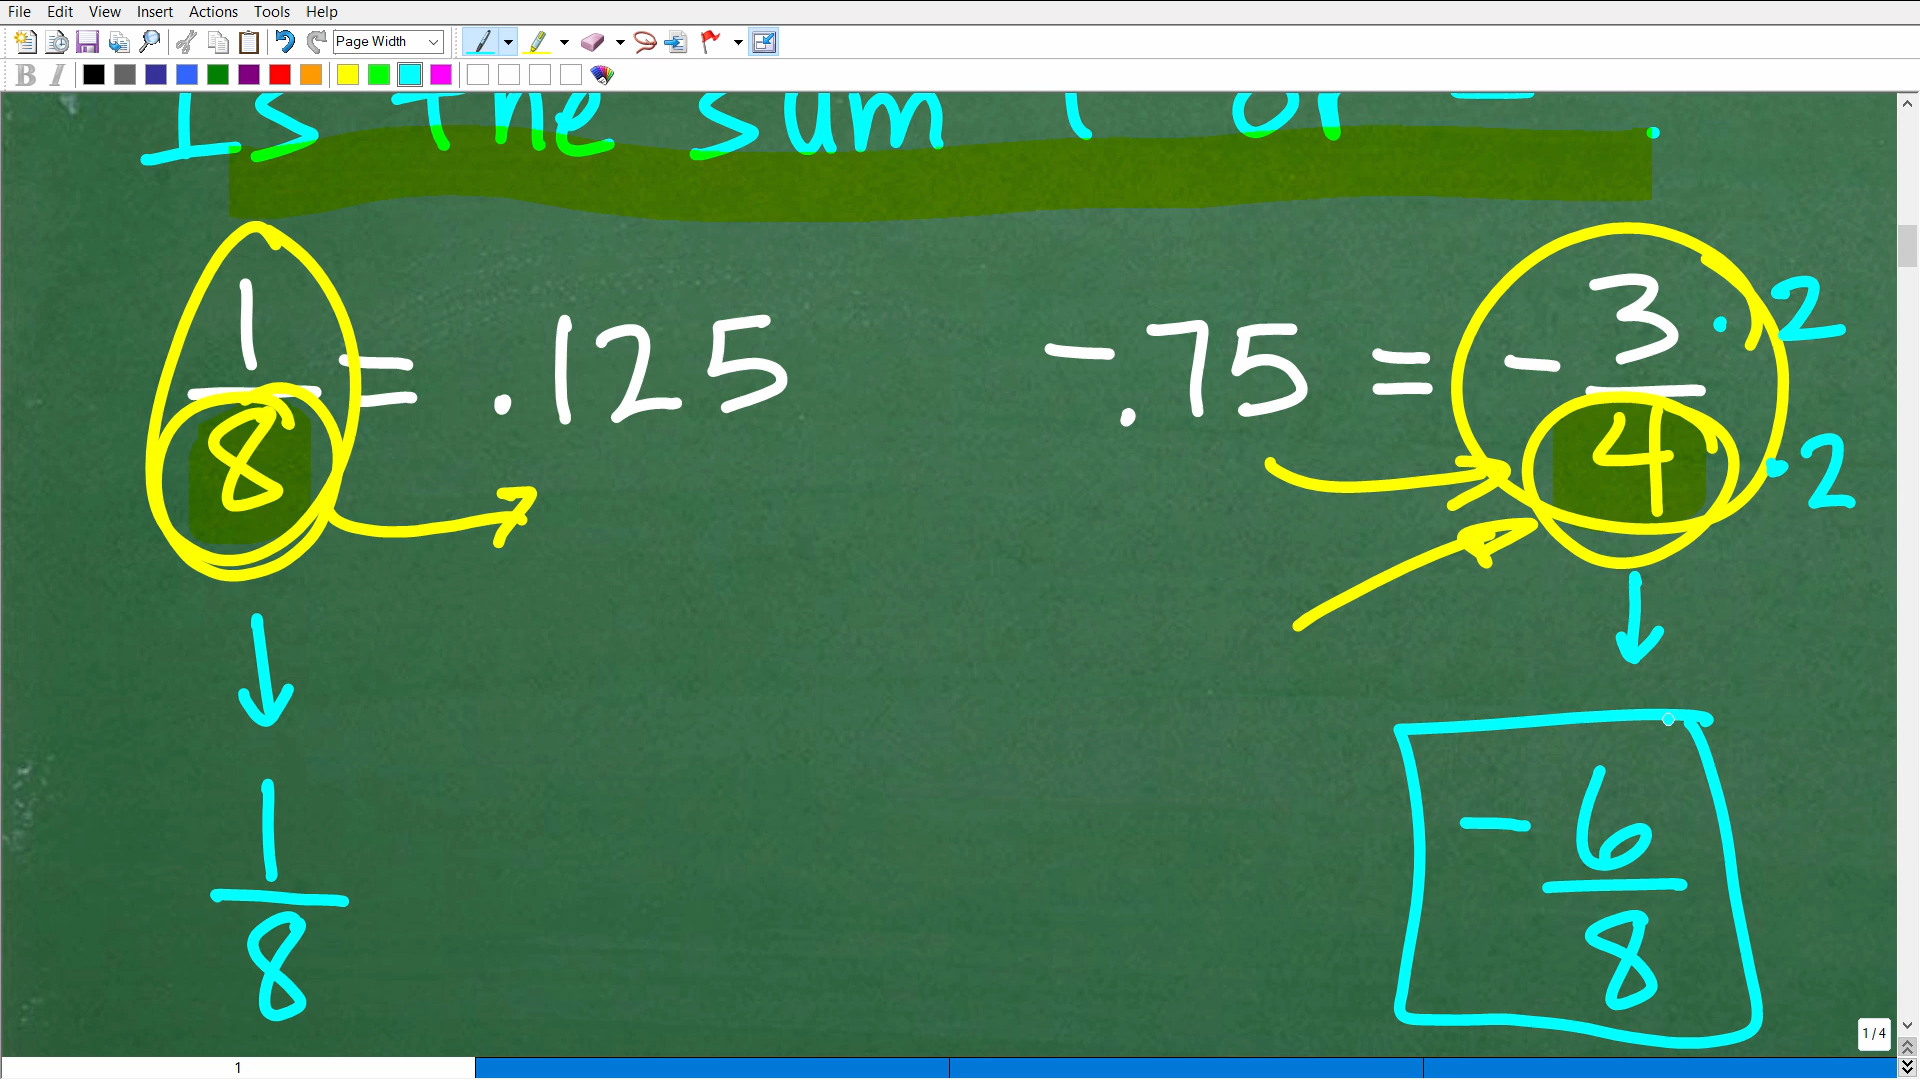 File Edit View Insert Actions Tools Help
Page Width
B I
Is the sum + or -
1/8 = .125
-.75 = - 3/4 · 2 · 2
1/8
- 6/8
1 / 4
1